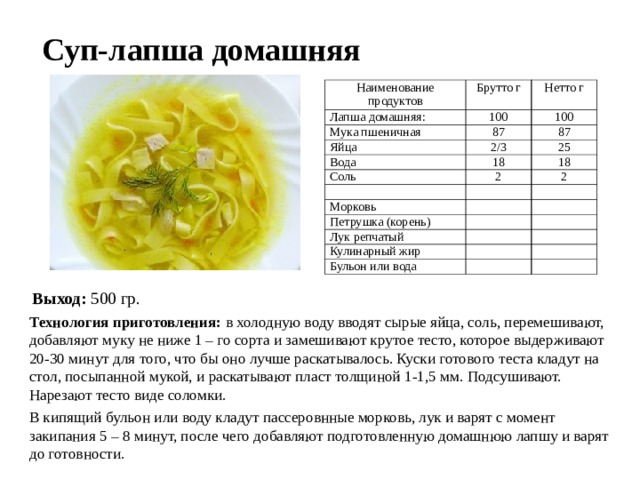 Суп-лапша домашняя
Наименование продуктов Брутто г Нетто г
Лапша домашняя: 100 100
Мука пшеничная 87 87
Яйца 2/3 25
Вода 18 18
Соль 2 2
Морковь
Петрушка (корень)
Лук репчатый
Кулинарный жир
Бульон или вода
Выход: 500 гр.
Технология приготовления: в холодную воду вводят сырые яйца, соль, перемешивают,
добавляют муку не ниже 1 – го сорта и замешивают крутое тесто, которое выдерживают
20-30 минут для того, что бы оно лучше раскатывалось. Куски готового теста кладут на
стол, посыпанной мукой, и раскатывают пласт толщиной 1-1,5 мм. Подсушивают.
Нарезают тесто виде соломки.
В кипящий бульон или воду кладут пассеровнные морковь, лук и варят с момент
закипания 5 – 8 минут, после чего добавляют подготовленную домашнюю лапшу и варят
до готовности.